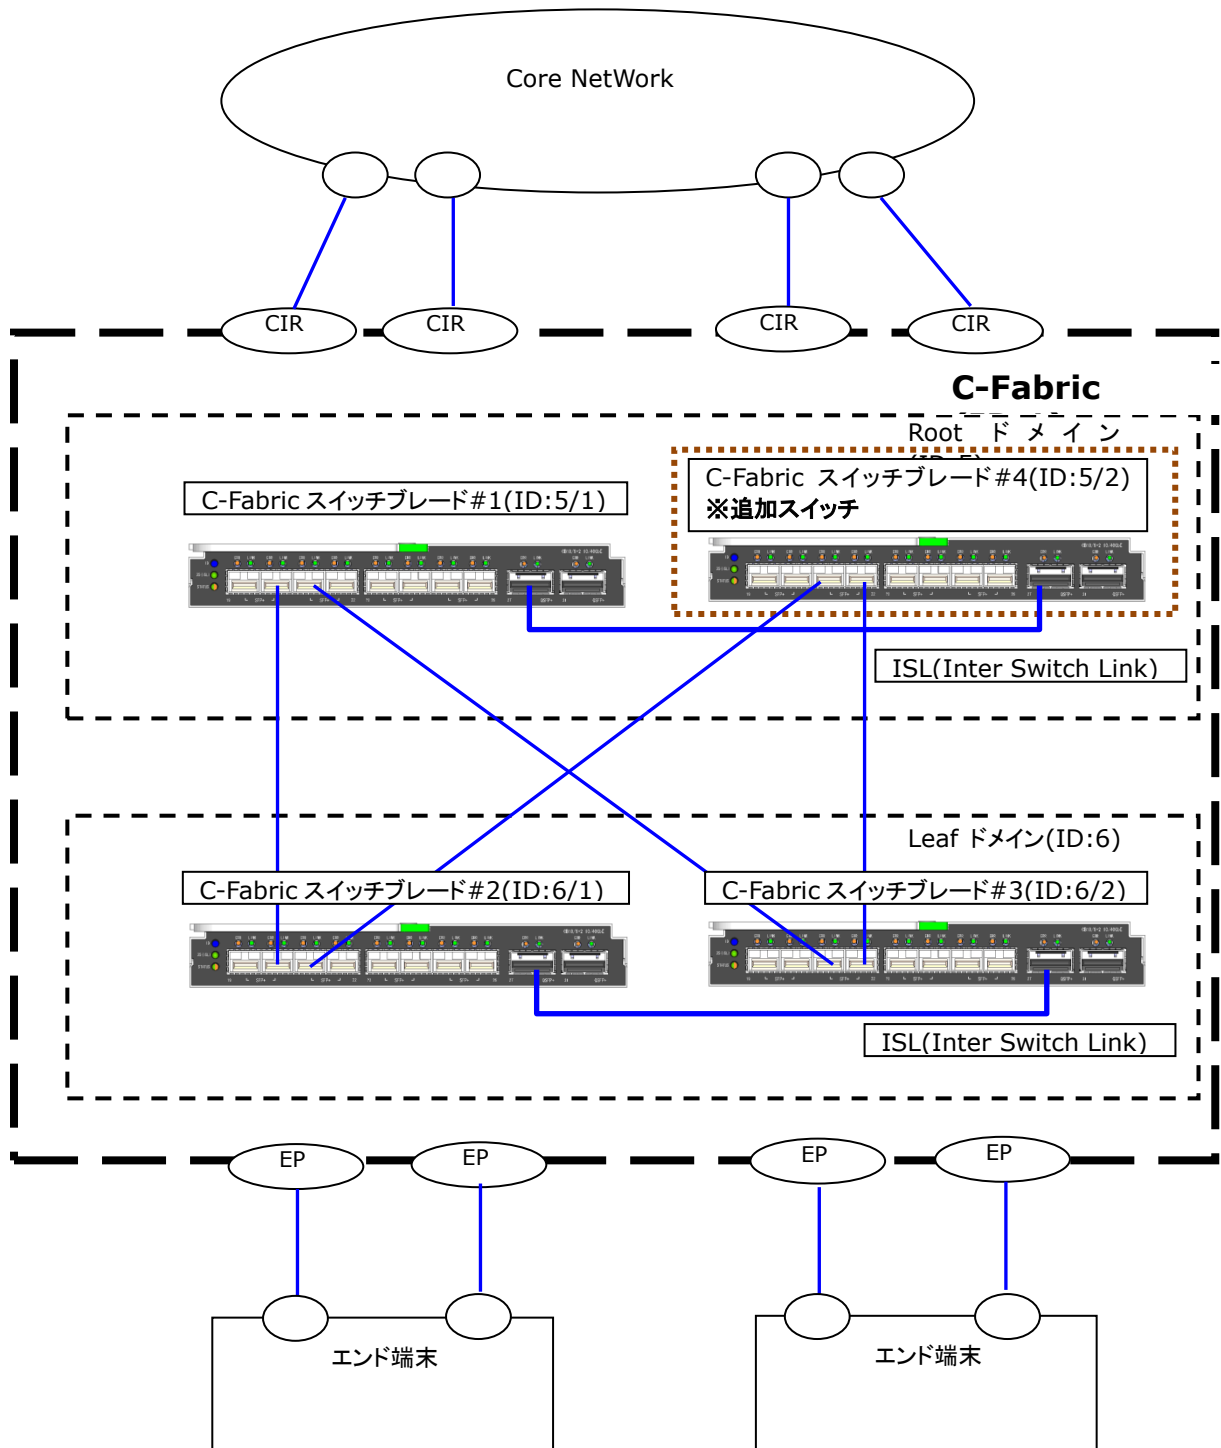 Core NetWork
CIR
CIR
CIR
CIR
C-Fabric
Root ドメイン
C-Fabric スイッチブレード#1(ID:5/1)
C-Fabric スイッチブレード#4(ID:5/2)
※追加スイッチ
ISL(Inter Switch Link)
Leaf ドメイン(ID:6)
C-Fabric スイッチブレード#2(ID:6/1)
C-Fabric スイッチブレード#3(ID:6/2)
ISL(Inter Switch Link)
EP
EP
EP
EP
エンド端末
エンド端末